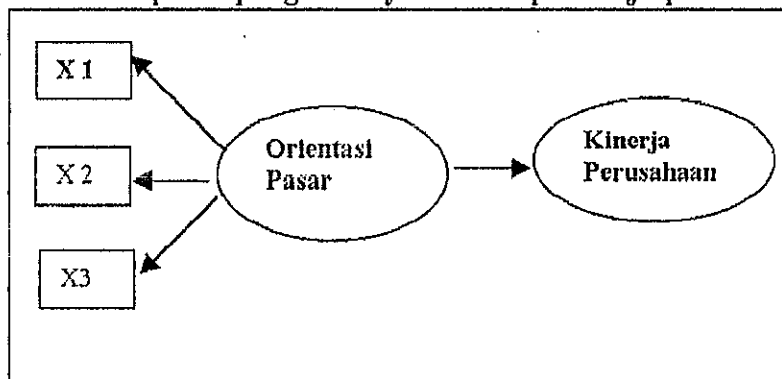 X 1
X 2
X3
Orientasi
Pasar
Kinerja
Perusahaan